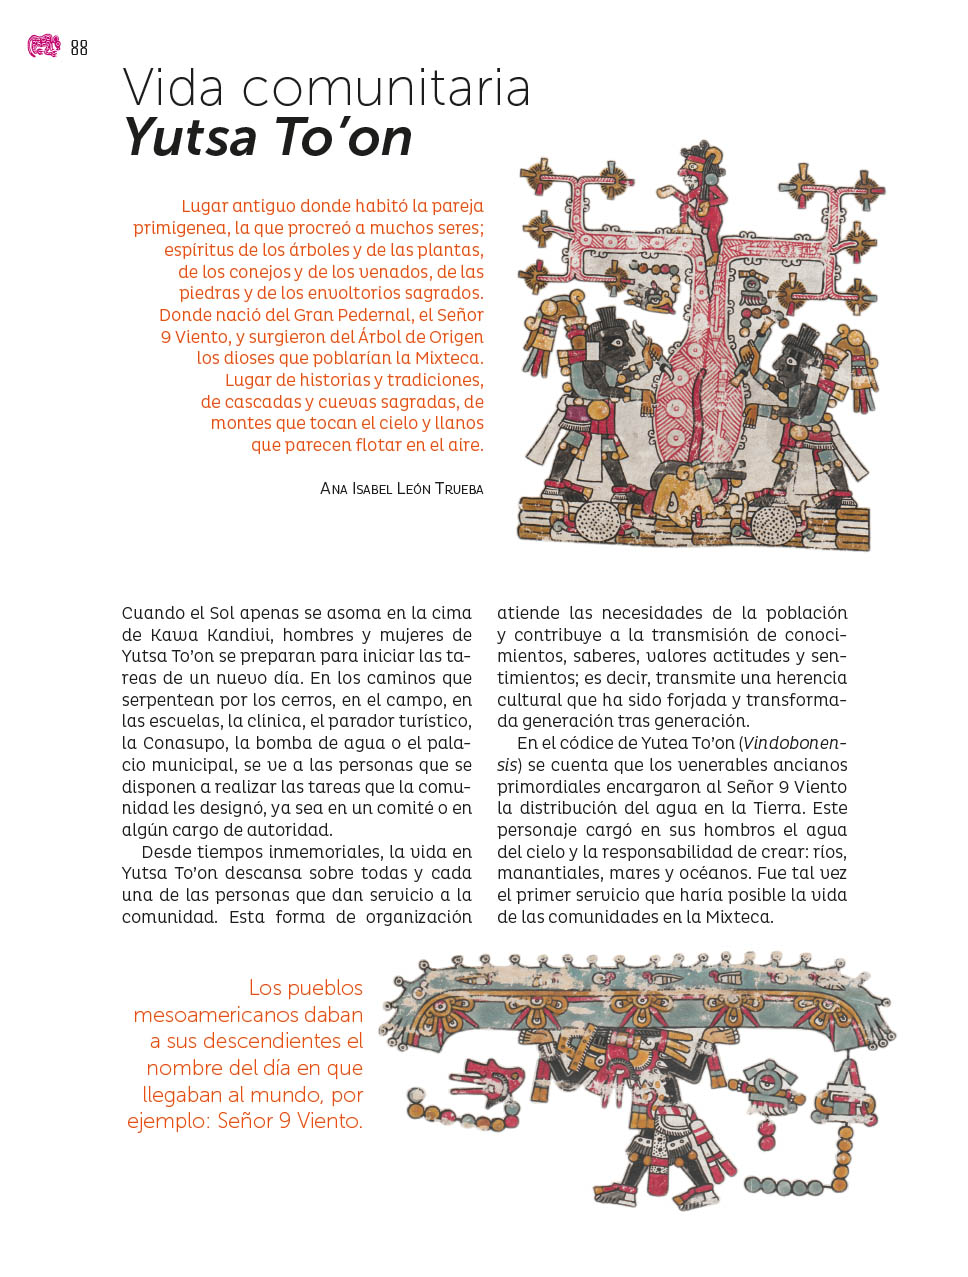 88
Vida comunitaria
Yutsa To’on
Lugar antiguo donde habitó la pareja
primigenea, la que procreó a muchos seres;
espíritus de los árboles y de las plantas,
de los conejos y de los venados, de las
piedras y de los envoltorios sagrados.
Donde nació del Gran Pedernal, el Señor
9 Viento, y surgieron del Árbol de Origen
los dioses que poblarían la Mixteca.
Lugar de historias y tradiciones,
de cascadas y cuevas sagradas, de
montes que tocan el cielo y llanos
que parecen flotar en el aire.
Ana Isabel León Trueba
Cuando el Sol apenas se asoma en la cima
de Kawa Kandivi, hombres y mujeres de
Yutsa To’on se preparan para iniciar las ta-
reas de un nuevo día. En los caminos que
serpentean por los cerros, en el campo, en
las escuelas, la clínica, el parador turístico,
la Conasupo, la bomba de agua o el pala-
cio municipal, se ve a las personas que se
disponen a realizar las tareas que la comu-
nidad les designó, ya sea en un comité o en
algún cargo de autoridad.
Desde tiempos inmemoriales, la vida en
Yutsa To’on descansa sobre todas y cada
una de las personas que dan servicio a la
comunidad. Esta forma de organización
atiende las necesidades de la población
y contribuye a la transmisión de conoci-
mientos, saberes, valores actitudes y sen-
timientos; es decir, transmite una herencia
cultural que ha sido forjada y transforma-
da generación tras generación.
En el códice de Yutea To’on (Vindobonen-
sis) se cuenta que los venerables ancianos
primordiales encargaron al Señor 9 Viento
la distribución del agua en la Tierra. Este
personaje cargó en sus hombros el agua
del cielo y la responsabilidad de crear: ríos,
manantiales, mares y océanos. Fue tal vez
el primer servicio que haría posible la vida
de las comunidades en la Mixteca.
Los pueblos
mesoamericanos daban
a sus descendientes el
nombre del día en que
llegaban al mundo, por
ejemplo: Señor 9 Viento.